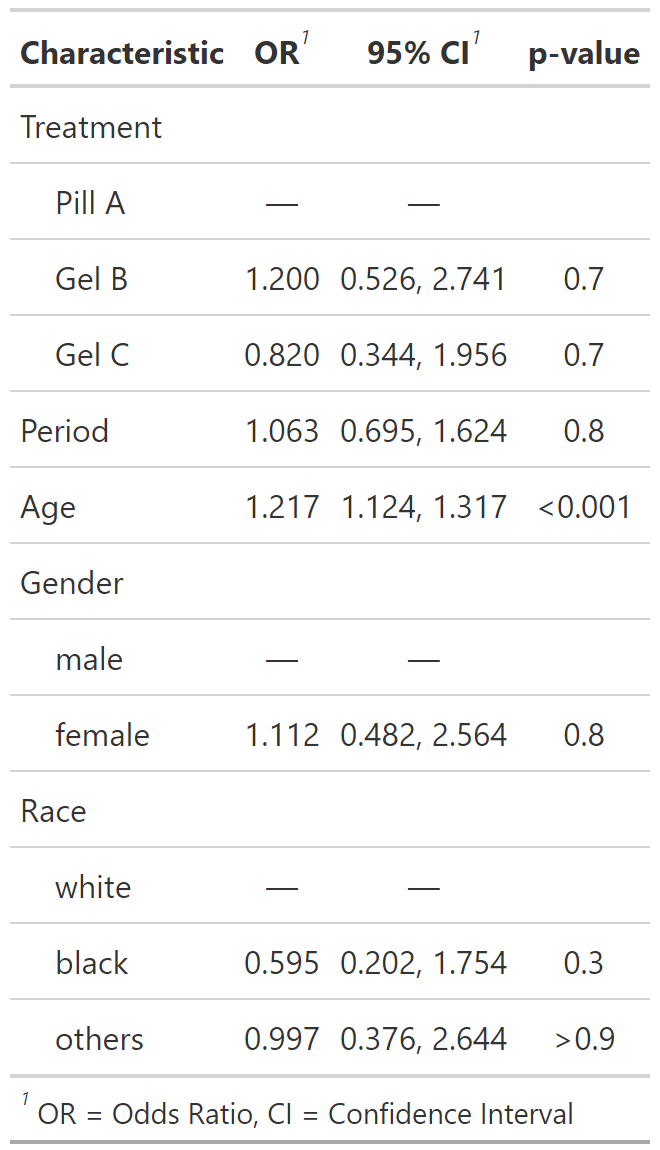 Characteristic OR1 95% CI1 p-value
Treatment
Pill A — —
Gel B 1.200 0.526, 2.741 0.7
Gel C 0.820 0.344, 1.956 0.7
Period 1.063 0.695, 1.624 0.8
Age 1.217 1.124, 1.317 <0.001
Gender
male — —
female 1.112 0.482, 2.564 0.8
Race
white — —
black 0.595 0.202, 1.754 0.3
others 0.997 0.376, 2.644 >0.9
1 OR = Odds Ratio, CI = Confidence Interval